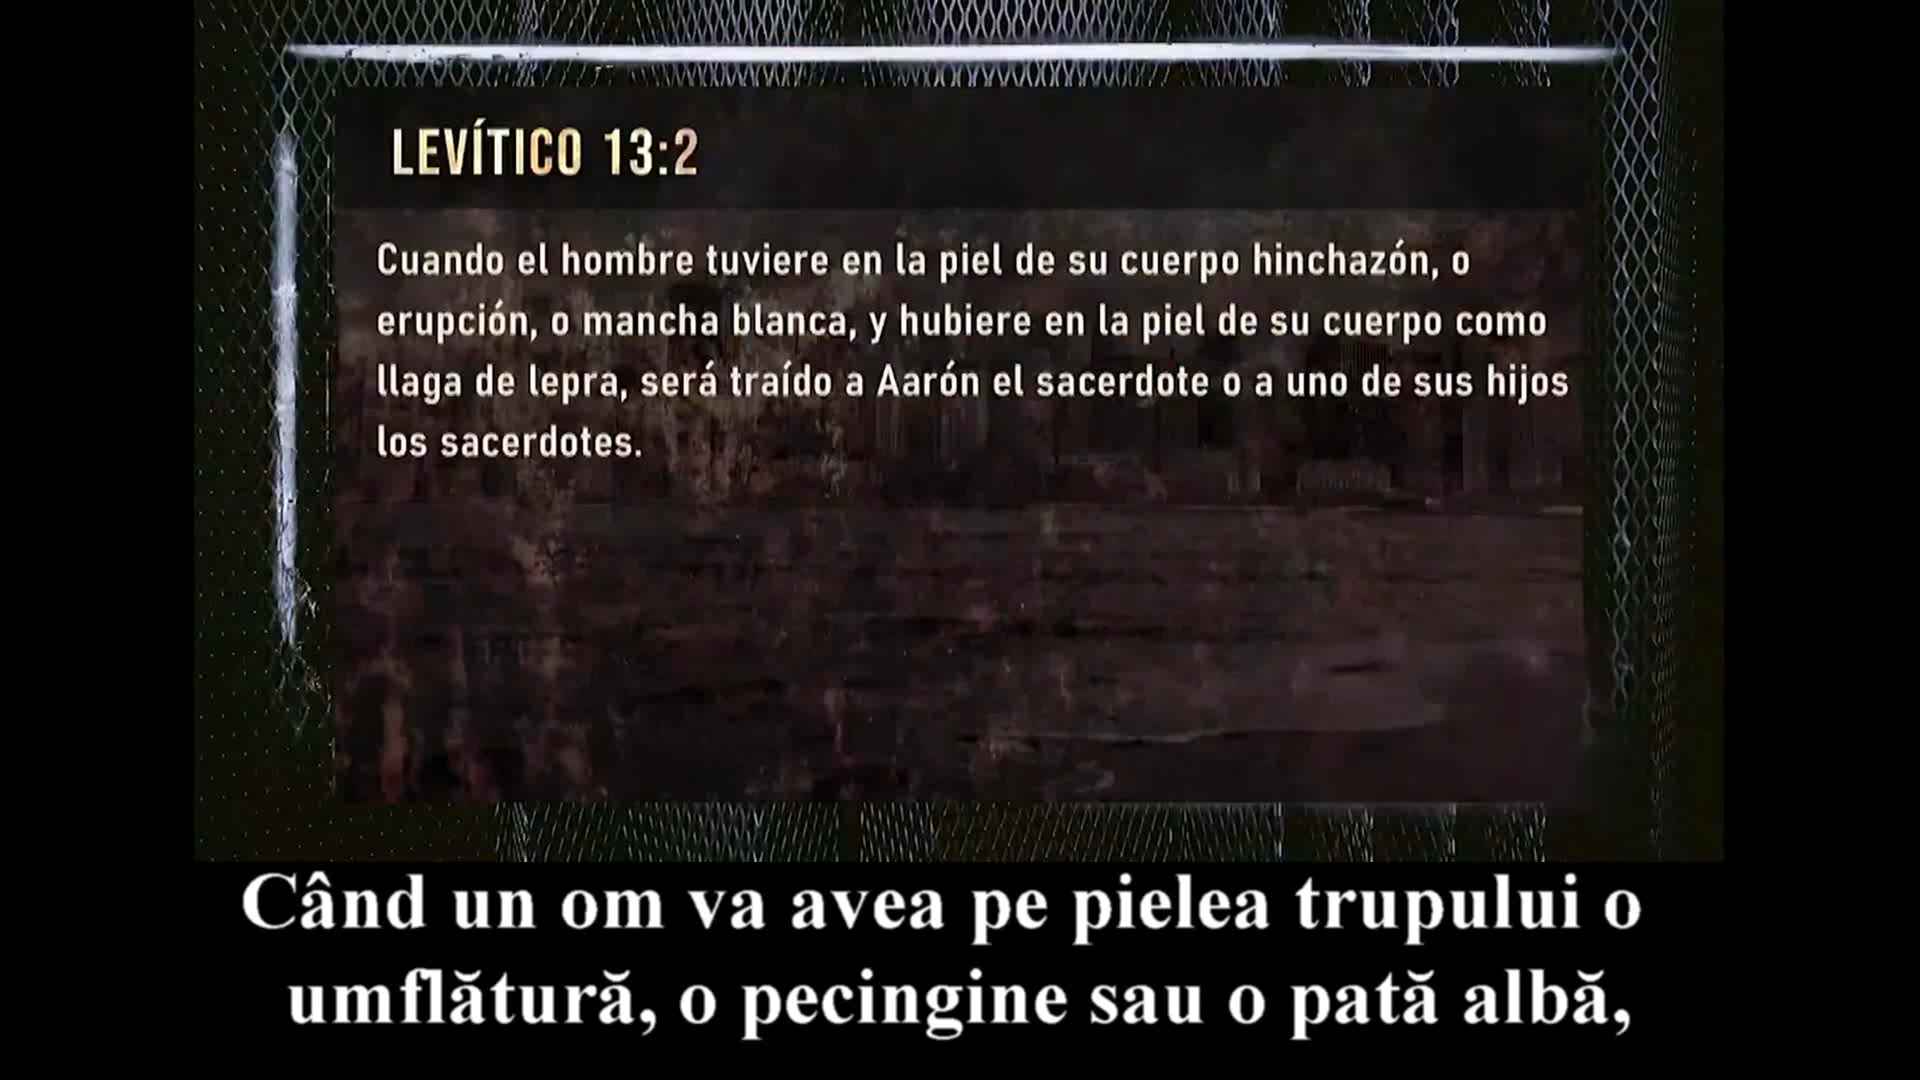 LEVÍTICO 13:2
Cuando el hombre tuviere en la piel de su cuerpo hinchazón, o
erupción, o mancha blanca, y hubiere en la piel de su cuerpo como
llaga de lepra, será traído a Aarón el sacerdote o a uno de sus hijos
los sacerdotes.
Când un om va avea pe pielea trupului o
umflătură, o pecingine sau o pată albă,